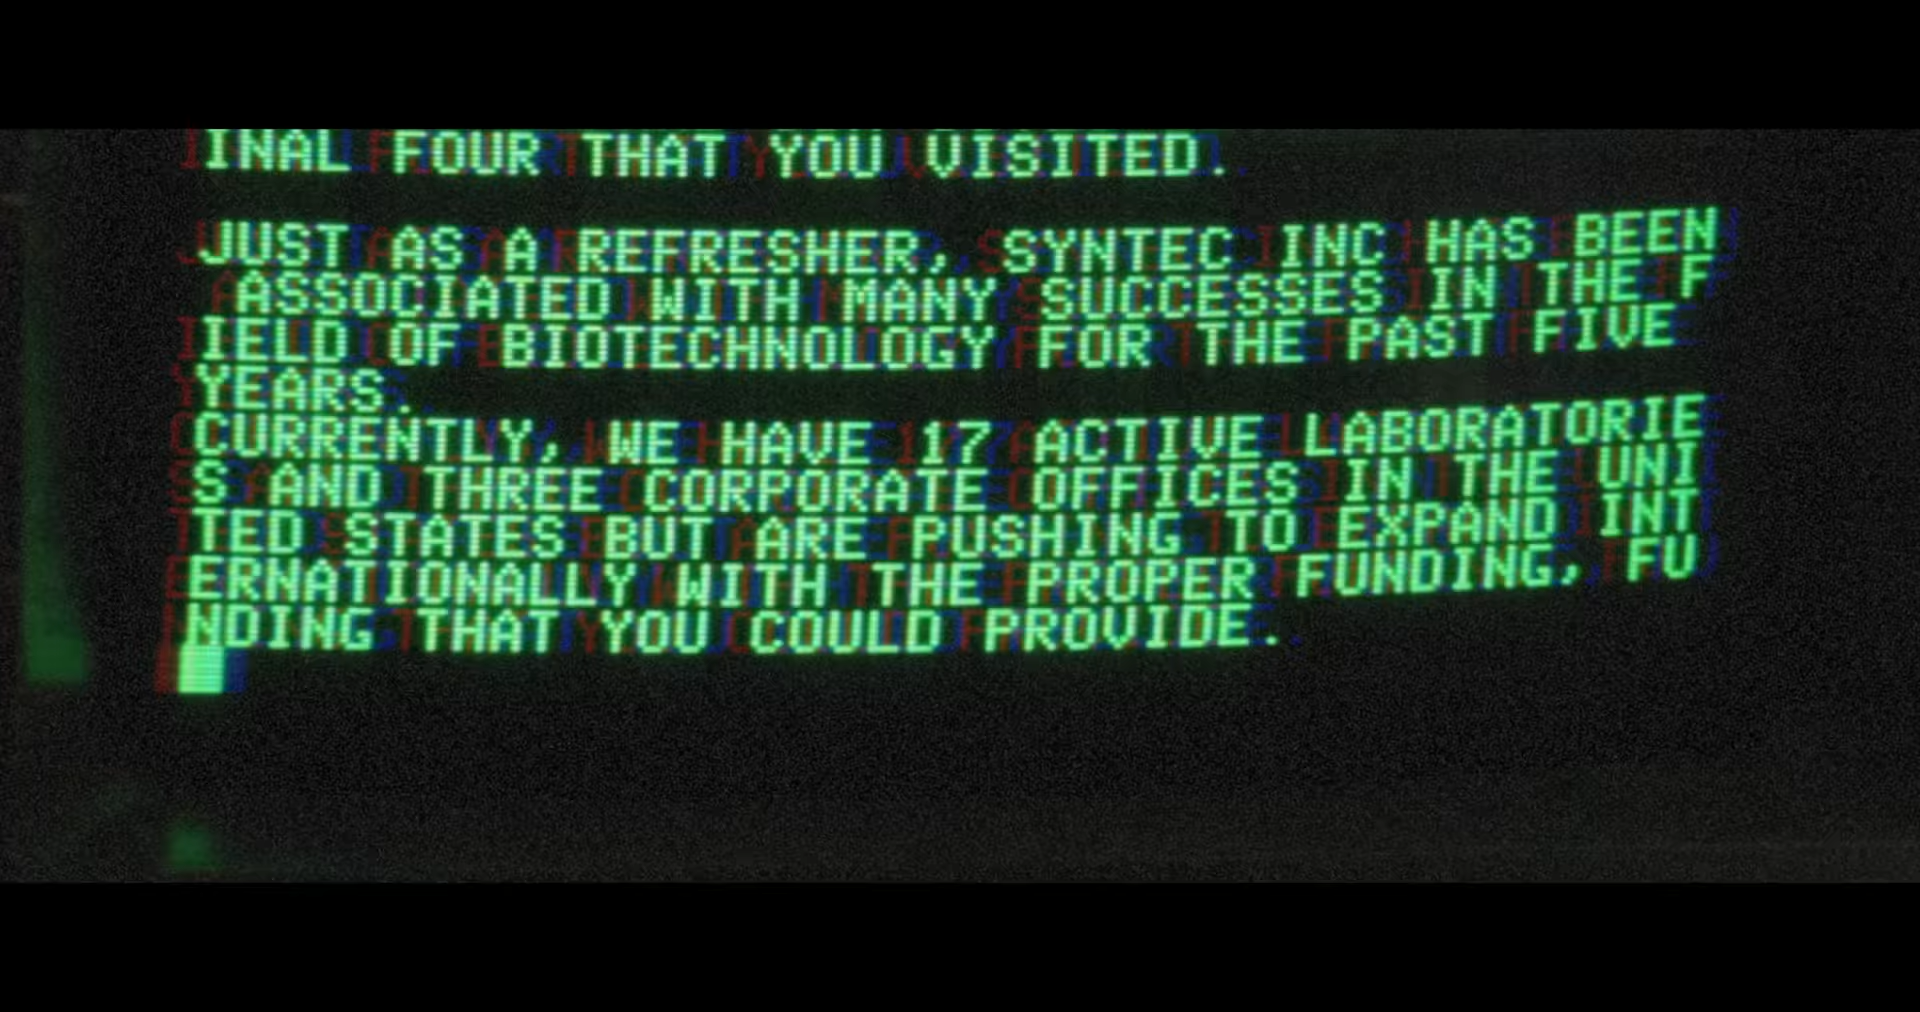 INAL FOUR THAT YOU VISITED.
JUST AS A REFRESHER, SYNTEC INC HAS BEEN
ASSOCIATED WITH MANY SUCCESSES IN THE F
IELD OF BIOTECHNOLOGY FOR THE PAST FIVE
YEARS.
CURRENTLY, WE HAVE 17 ACTIVE LABORATORIE
S AND THREE CORPORATE OFFICES IN THE UNI
TED STATES BUT ARE PUSHING TO EXPAND INT
ERNATIONALLY WITH THE PROPER FUNDING, FU
NDING THAT YOU COULD PROVIDE.